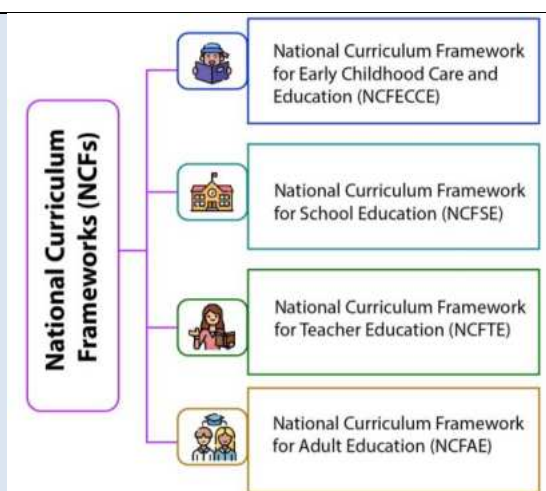 National Curriculum
Frameworks (NCFs)
National Curriculum Framework
for Early Childhood Care and
Education (NCFECCE)
National Curriculum Framework
for School Education (NCFSE)
National Curriculum Framework
for Teacher Education (NCFTE)
National Curriculum Framework
for Adult Education (NCFAE)